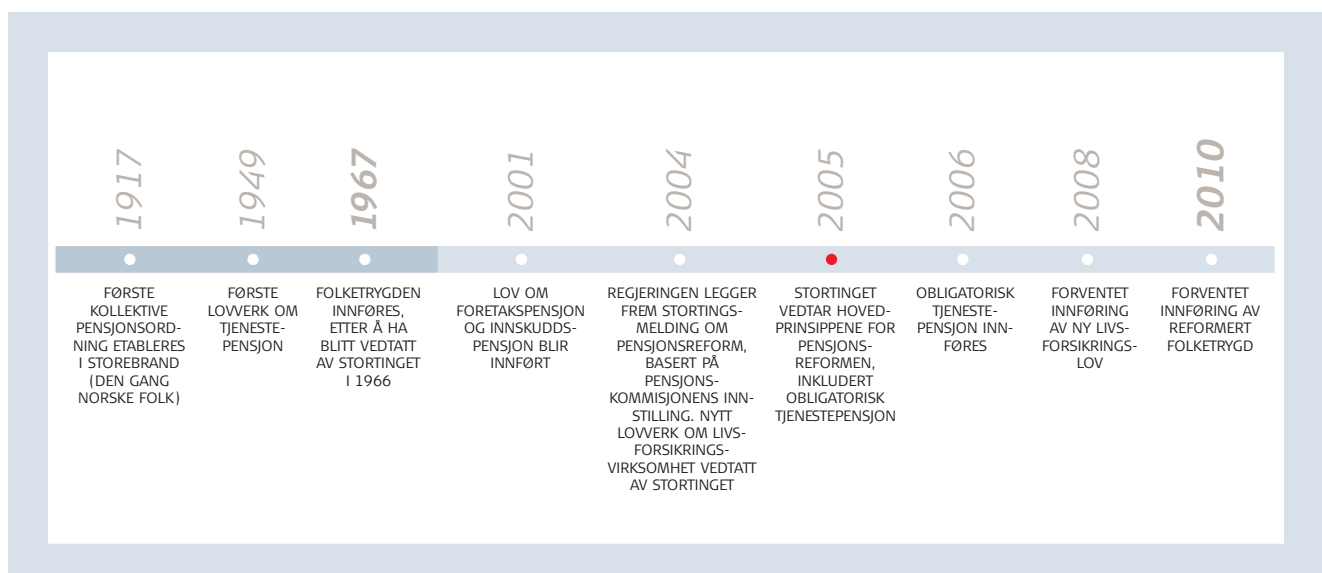 1917
FØRSTE
KOLLEKTIVE
PENSJONSORD-
NING ETABLERES
I STOREBRAND
(DEN GANG
NORSKE FOLK)
1949
FØRSTE
LOVVERK OM
TJENESTE-
PENSJON
1967
FOLKETRYGDEN
INNFØRES,
ETTER Å HA
BLITT VEDTATT
AV STORTINGET
I 1966
2001
LOV OM
FORETAKSPENSJON
OG INNSKUDDS-
PENSJON BLIR
INNFØRT
2004
REGJERINGEN LEGGER
FREM STORTINGS-
MELDING OM
PENSJONSREFORM,
BASERT PÅ
PENSJONS-
KOMMISJONENS INN-
STILLING. NYTT
LOVVERK OM LIVS-
FORSIKRINGS-
VIRKSOMHET VEDTATT
AV STORTINGET
2005
STORTINGET
VEDTAR HOVED-
PRINSIPPENE FOR
PENSJONS-
REFORMEN,
INKLUDERT
OBLIGATORISK
TJENESTEPENSJON
2006
OBLIGATORISK
TJENESTE-
PENSJON INN-
FØRES
2008
FORVENTET
INNFØRING
AV NY LIVS-
FORSIKRINGS-
LOV
2010
FORVENTET
INNFØRING AV
REFORMERT
FOLKETRYGD